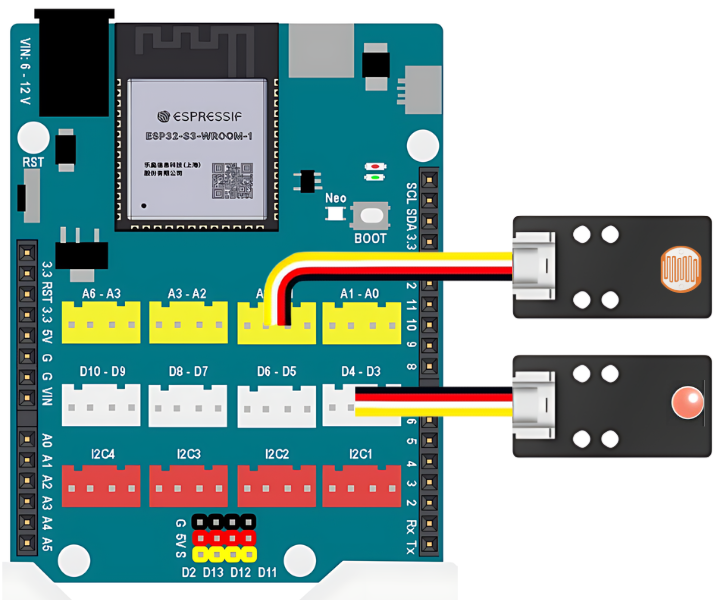 VIN: 6 - 12 V
ESPRESSIF
ESP32-S3-WROOM-1
乐鑫信息科技(上海)
股份有限公司
RST
Neo
BOOT
SCL SDA 3.3
2 11 10 9 8
6 5 4 3 2 Rx Tx
3.3 RST 3.3 5V G G VIN
A0 A1 A2 A3 A4 A5
A6 - A3
A3 - A2
A1 - A0
D10 - D9
D8 - D7
D6 - D5
D4 - D3
I2C4
I2C3
I2C2
I2C1
G 5V S
D2 D13 D12 D11